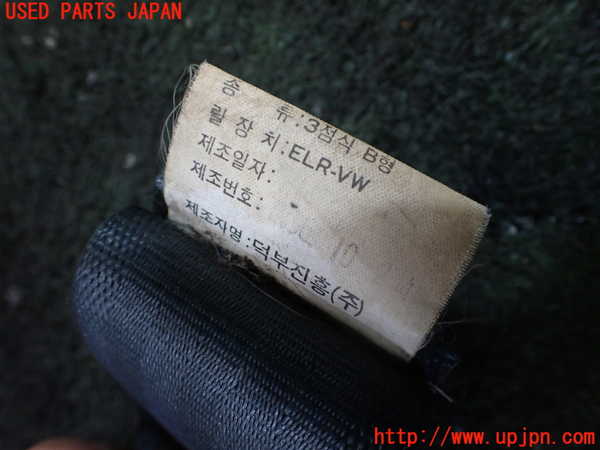 USED PARTS JAPAN
류:3점식 B형
릴 장 치:ELR-VW
제조일자:
제조번호:
10
제조자명:덕부진흥(주)
http://www.upjpn.com/